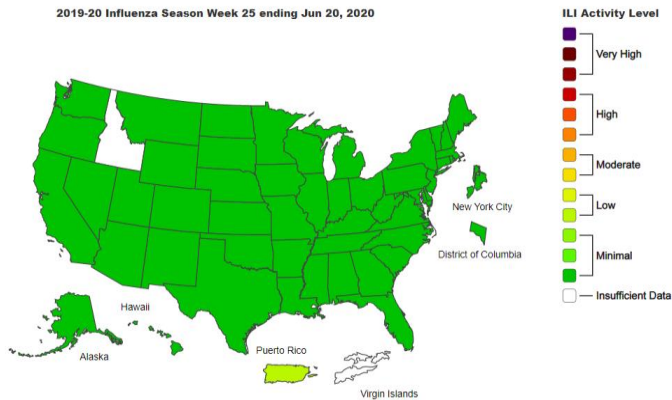 2019-20 Influenza Season Week 25 ending Jun 20, 2020
ILI Activity Level
Very High
High
Moderate
Low
Minimal
Insufficient Data
New York City
District of Columbia
Hawaii
Alaska
Puerto Rico
Virgin Islands